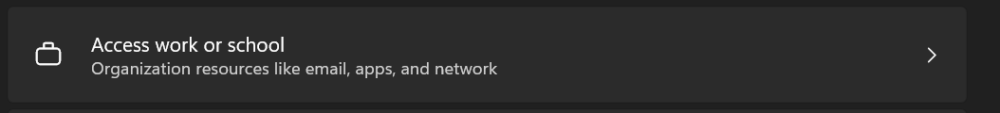 Access work or school
Organization resources like email, apps, and network